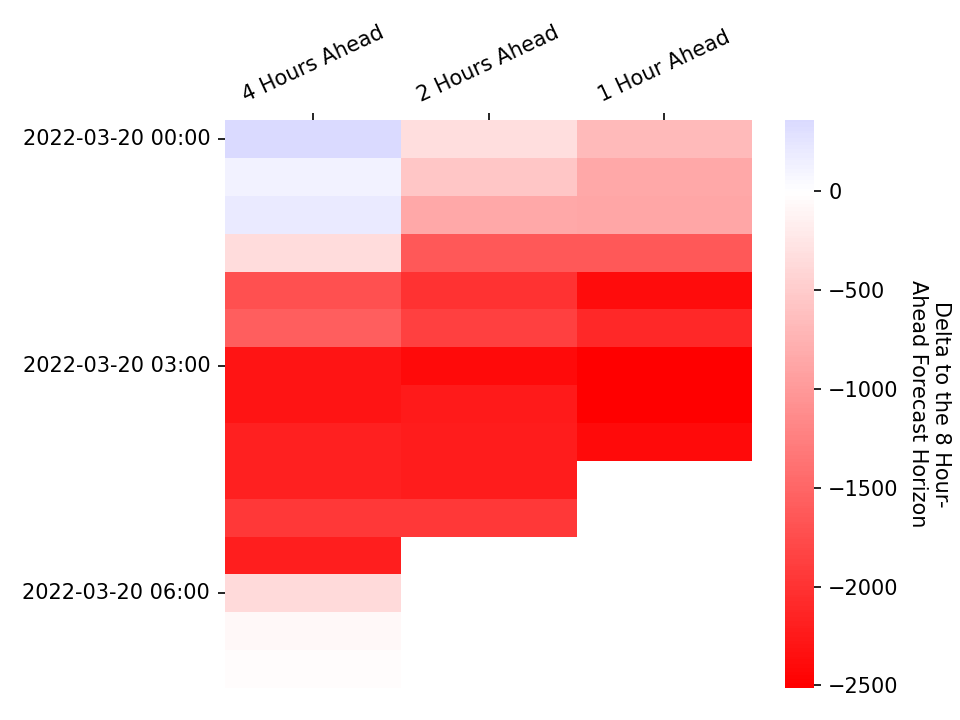 4 Hours Ahead
2 Hours Ahead
1 Hour Ahead
2022-03-20 00:00
2022-03-20 03:00
2022-03-20 06:00
0
−500
−1000
−1500
−2000
−2500
Delta to the 8 Hour-
Ahead Forecast Horizon